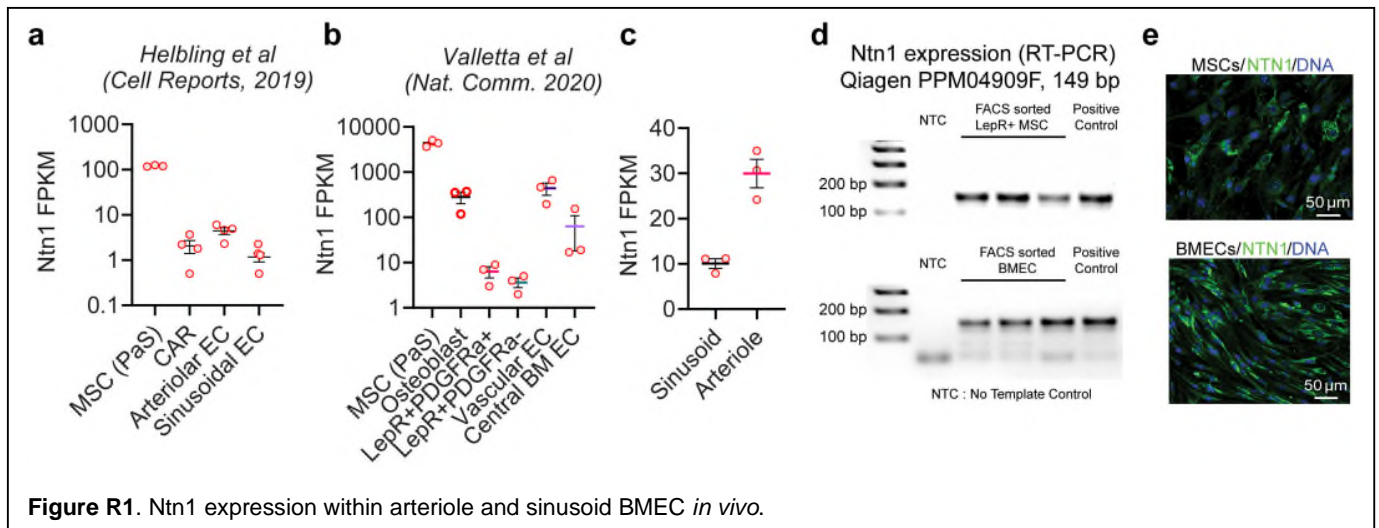 a
Helbling et al
(Cell Reports, 2019)
Ntn1 FPKM
1000
100
10
1
0.1
MSC (PaS)
CAR
Arteriolar EC
Sinusoidal EC
b
Valletta et al
(Nat. Comm. 2020)
Ntn1 FPKM
10000
1000
100
10
1
MSC (PaS)
Osteoblast
LepR+PDGFRa+
LepR+PDGFRa-
Vascular EC
Central BM EC
c
Ntn1 FPKM
40
30
20
10
0
Sinusoid
Arteriole
d
Ntn1 expression (RT-PCR)
Qiagen PPM04909F, 149 bp
NTC
FACS sorted
LepR+ MSC
Positive
Control
200 bp
100 bp
NTC
FACS sorted
BMEC
Positive
Control
200 bp
100 bp
NTC : No Template Control
e
MSCs/NTN1/DNA
50 µm
BMECs/NTN1/DNA
50 µm
Figure R1. Ntn1 expression within arteriole and sinusoid BMEC in vivo.